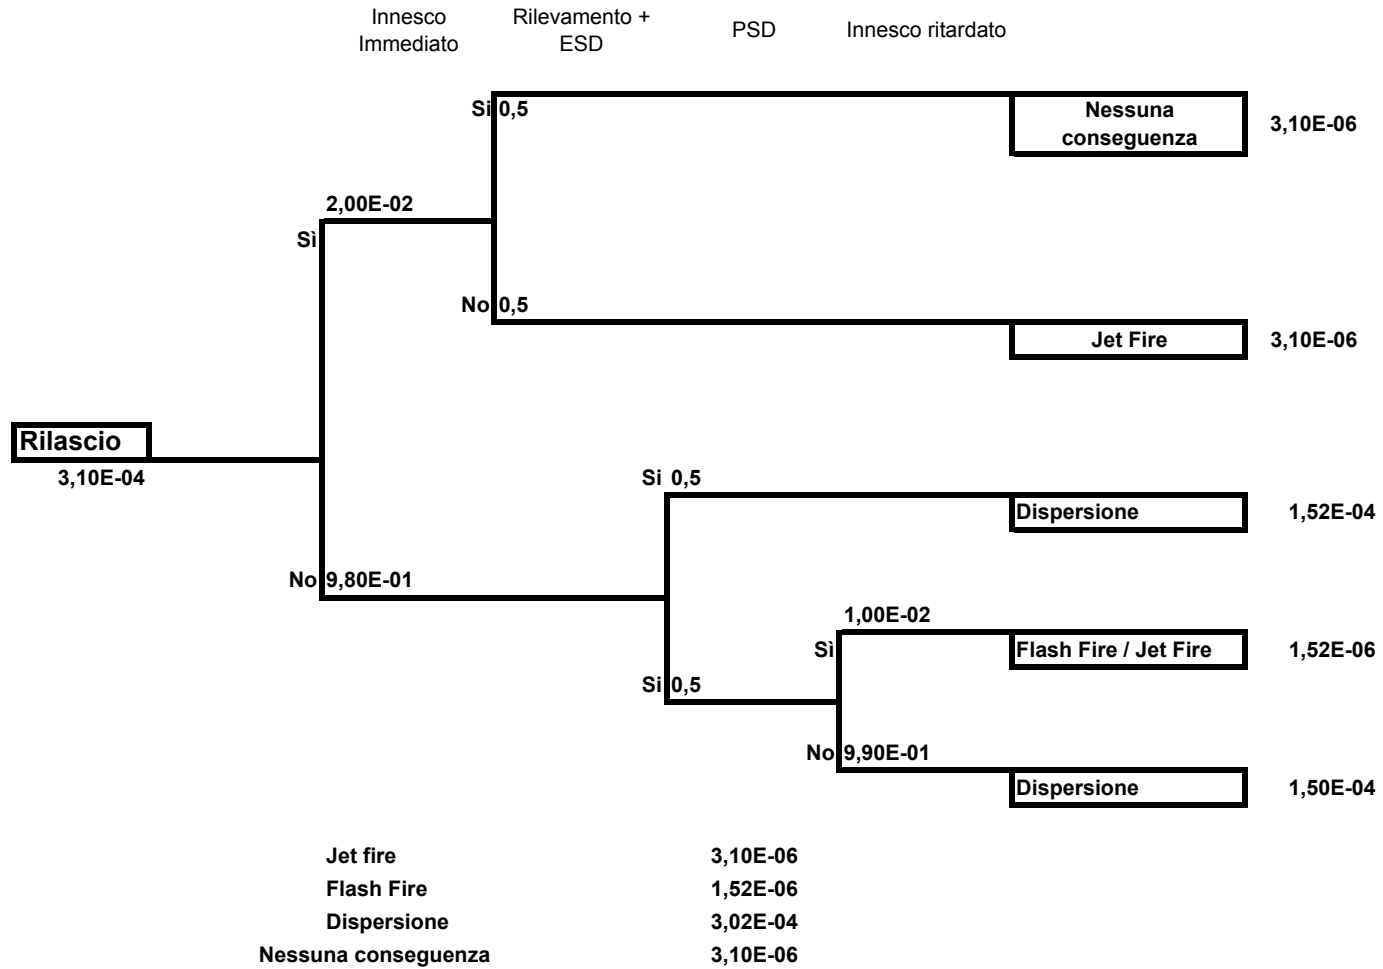 Innesco
Immediato
Rilevamento +
ESD
PSD
Innesco ritardato
Si 0,5
Nessuna
conseguenza
3,10E-06
2,00E-02
Sì
No 0,5
Jet Fire
3,10E-06
Rilascio
3,10E-04
Si 0,5
Dispersione
1,52E-04
No 9,80E-01
1,00E-02
Sì
Flash Fire / Jet Fire
1,52E-06
Si 0,5
No 9,90E-01
Dispersione
1,50E-04
Jet fire 3,10E-06
Flash Fire 1,52E-06
Dispersione 3,02E-04
Nessuna conseguenza 3,10E-06